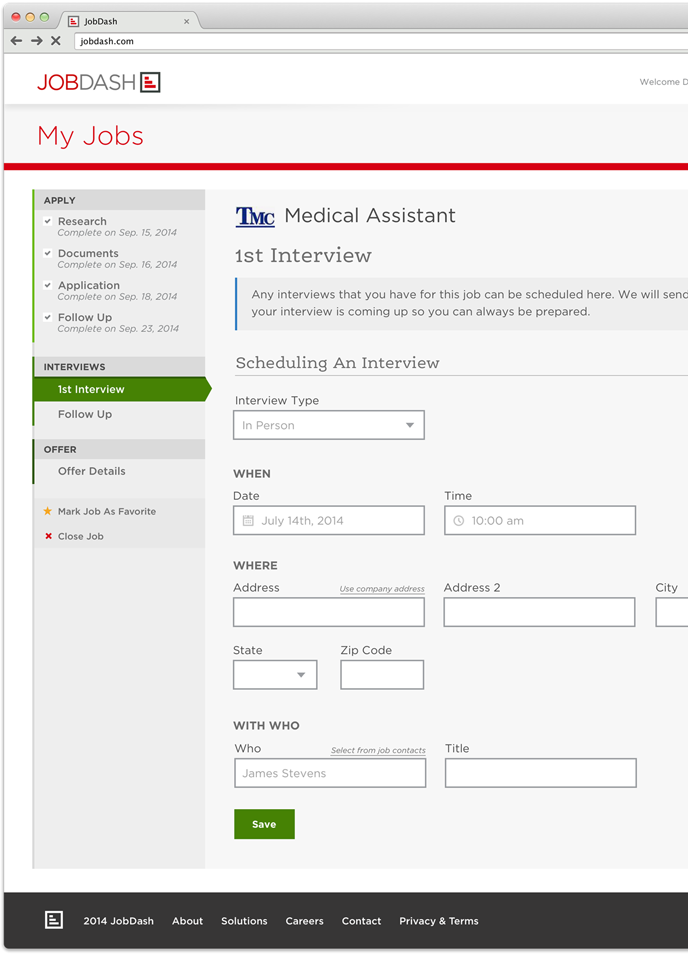 JobDash
jobdash.com
JOBDASH
Welcome D
My Jobs
APPLY
Research
Complete on Sep. 15, 2014
Documents
Complete on Sep. 16, 2014
Application
Complete on Sep. 18, 2014
Follow Up
Complete on Sep. 23, 2014
INTERVIEWS
1st Interview
Follow Up
OFFER
Offer Details
Mark Job As Favorite
Close Job
TMC Medical Assistant
1st Interview
Any interviews that you have for this job can be scheduled here. We will send
your interview is coming up so you can always be prepared.
Scheduling An Interview
Interview Type
In Person
WHEN
Date Time
July 14th, 2014 10:00 am
WHERE
Address Use company address Address 2 City
State Zip Code
WITH WHO
Who Select from job contacts Title
James Stevens
Save
2014 JobDash About Solutions Careers Contact Privacy & Terms